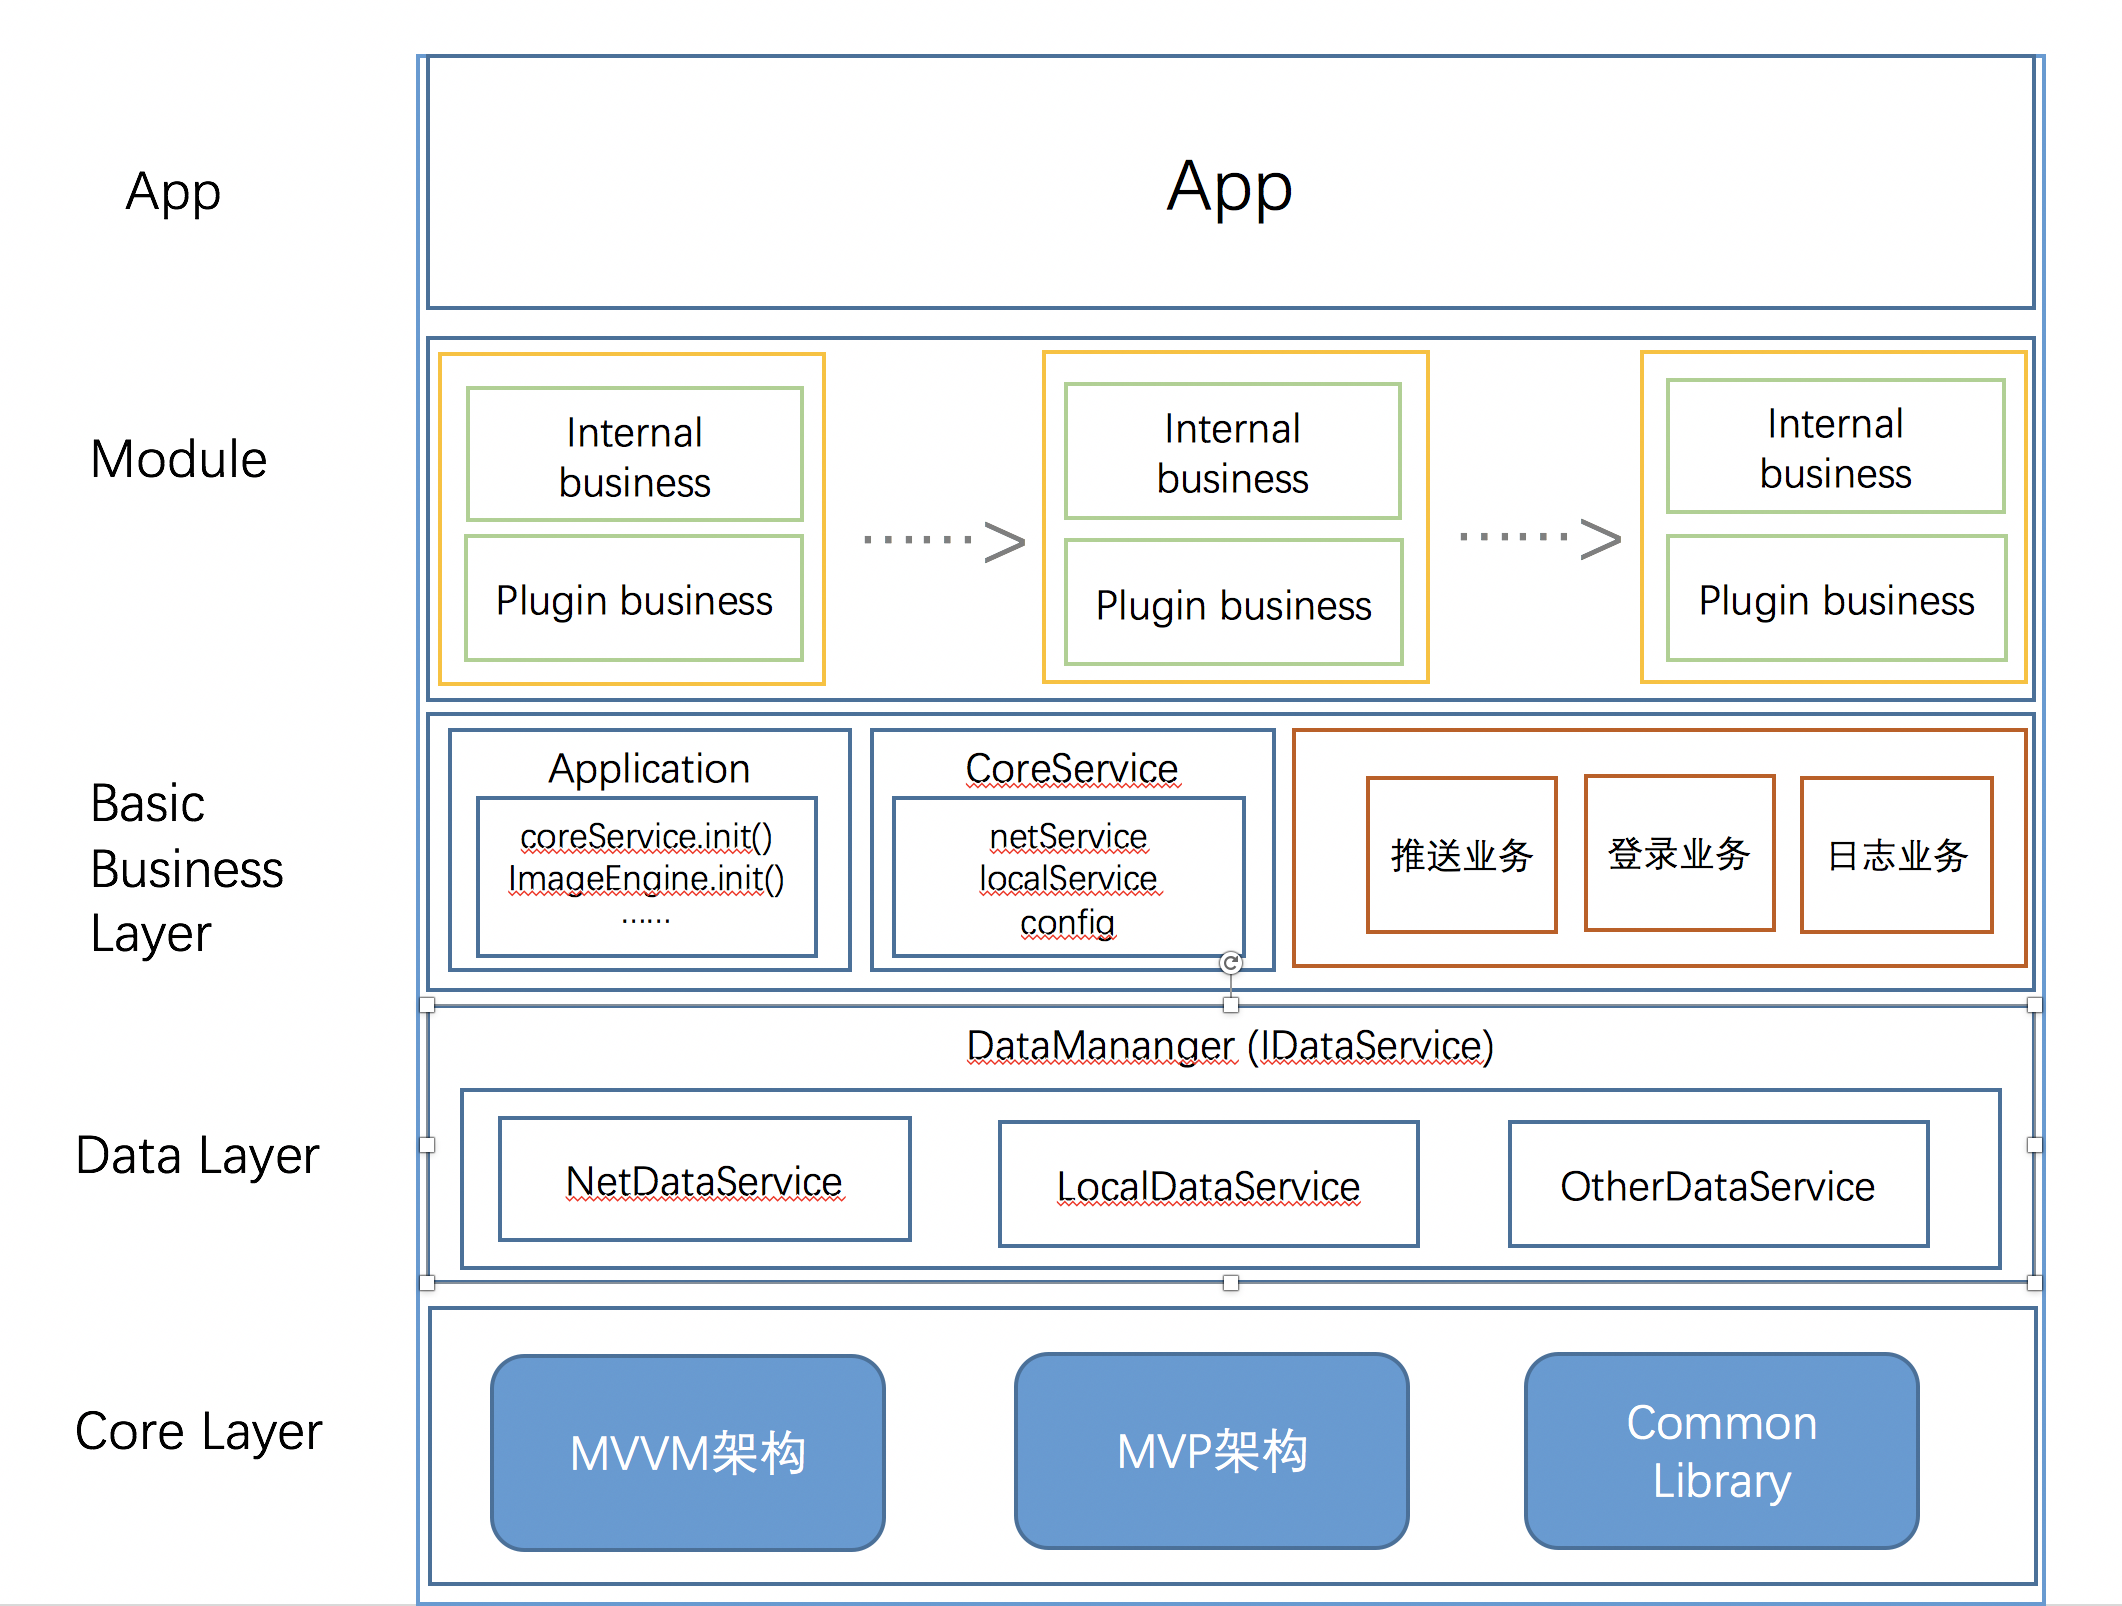 App
App
Module
Internal
business
Plugin business
······>
Internal
business
Plugin business
······>
Internal
business
Plugin business
Basic
Business
Layer
Application
coreService.init()
ImageEngine.init()
……
CoreService
netService
localService
config
推送业务
登录业务
日志业务
Data Layer
DataMananger (IDataService)
NetDataService
LocalDataService
OtherDataService
Core Layer
MVVM架构
MVP架构
Common
Library